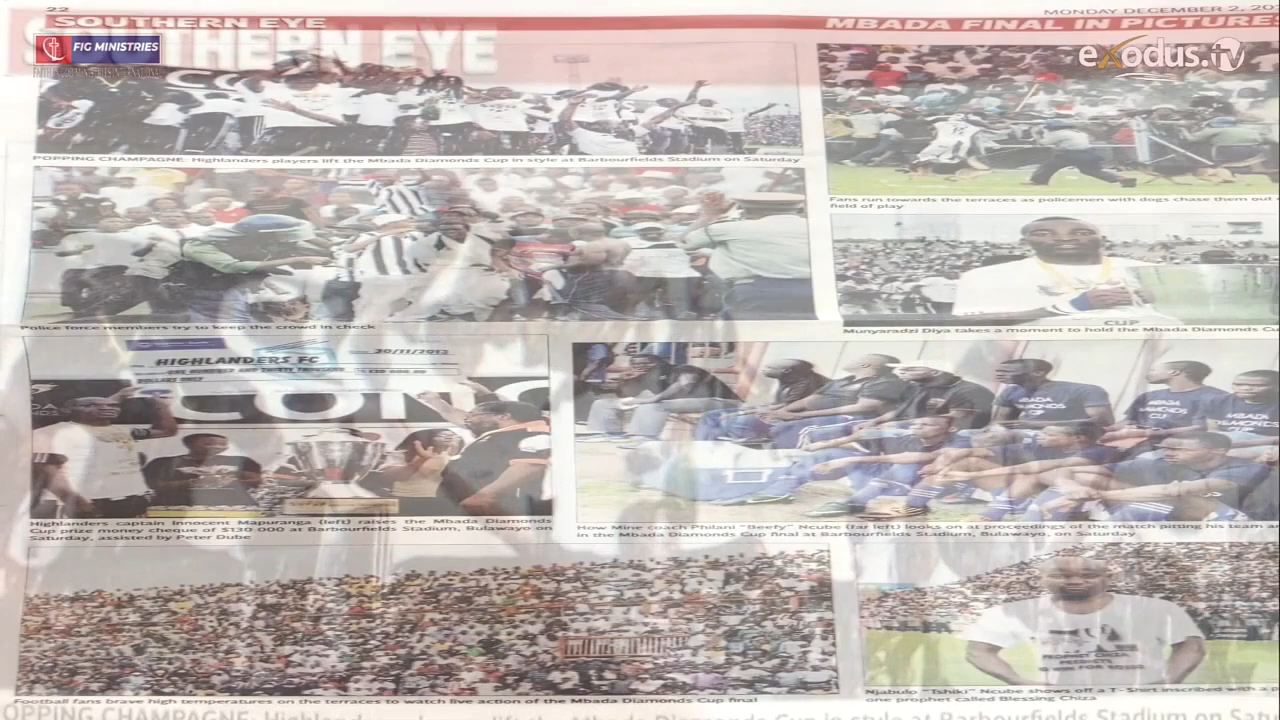 22
SOUTHERN EYE
MONDAY DECEMBER 2, 20
MBADA FINAL IN PICTURES
FIG MINISTRIES
exodus.tv
POPPING CHAMPAGNE: Highlanders players lift the Mbada Diamonds Cup in style at Barbourfields Stadium on Saturday
Fans run towards the terraces as policemen with dogs chase them out
field of play
Police force members try to keep the crowd in check
CUP
Munyaradzi Diya takes a moment to hold the Mbada Diamonds Cu
HIGHLANDERS FC
30/11/2013
COM
Highlanders captain Innocent Mapuranga (left) raises the Mbada Diamonds
Cup prize money cheque of $130 000 at Barbourfields Stadium, Bulawayo on
Saturday, assisted by Peter Dube
How Mine coach Philani "Beefy" Ncube (far left) looks on at proceedings of the match pitting his team a
in the Mbada Diamonds Cup final at Barbourfields Stadium, Bulawayo, on Saturday
Football fans brave high temperatures on the terraces to watch live action of the Mbada Diamonds Cup final
Njabulo "Tshiki" Ncube shows off a T-Shirt inscribed with a p
one prophet called Blessing Chiza